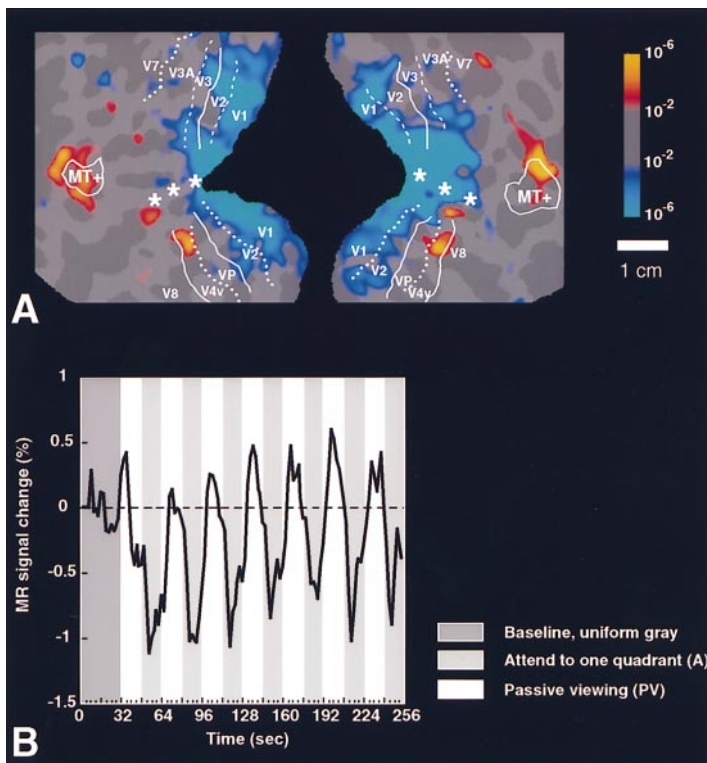 V7
V3A
V3
V2
V1
MT+
* * *
V1
V2
VP
V4v
V8
A
V3A
V7
V3
V2
V1
* * *
MT+
V1
V2
VP
V4v
V8
10-6
10-2
10-2
10-6
1 cm
1
0.5
0
-0.5
-1
-1.5
MR signal change (%)
0 32 64 96 128 160 192 224 256
Time (sec)
B
Baseline, uniform gray
Attend to one quadrant (A)
Passive viewing (PV)